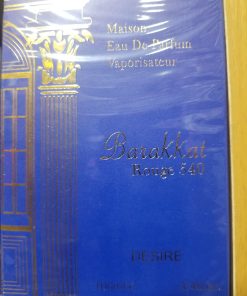 Maison
Eau De Parfum
Vaporisateur
Barakkat
Rouge 540
DESIRE